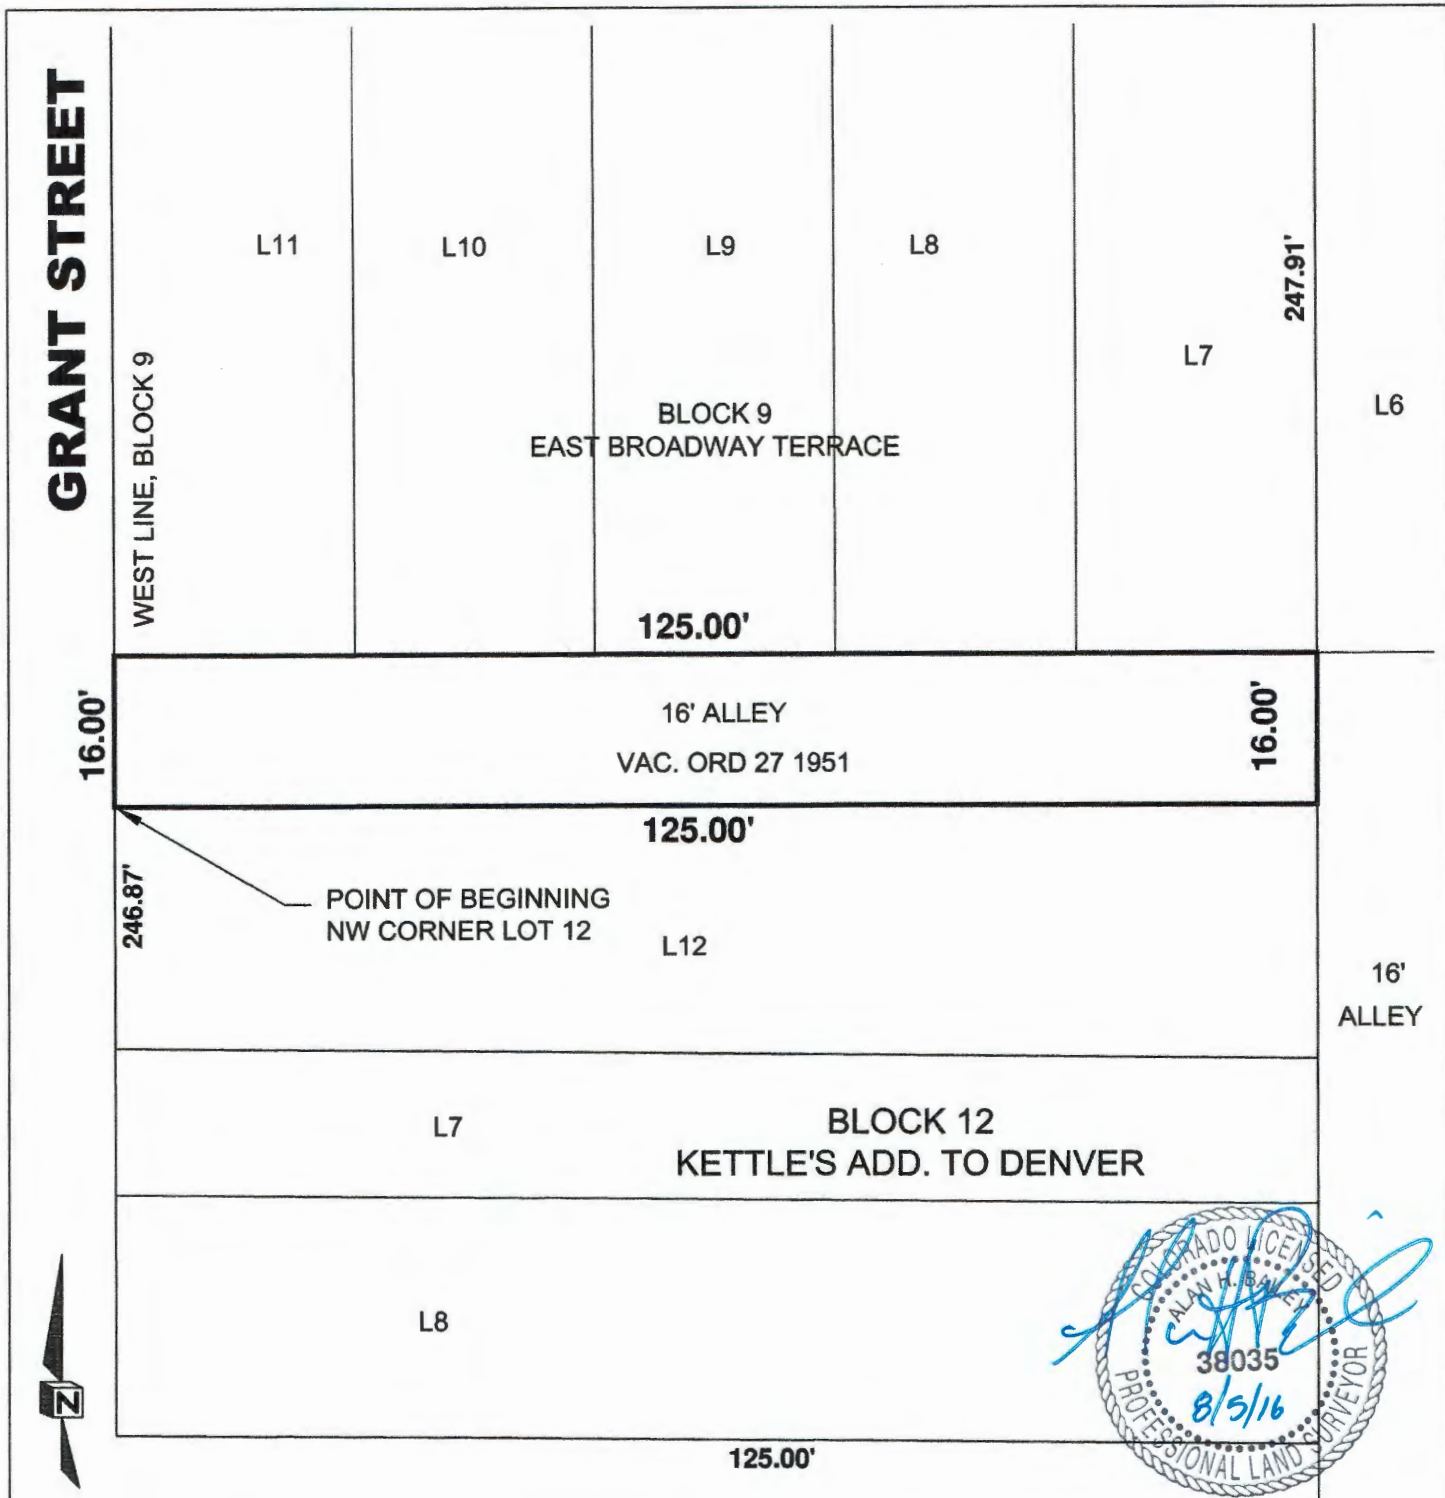 GRANT STREET
WEST LINE, BLOCK 9
L11
L10
L9
L8
L7
247.91'
L6
BLOCK 9
EAST BROADWAY TERRACE
125.00'
16.00'
16' ALLEY
VAC. ORD 27 1951
16.00'
125.00'
246.87'
POINT OF BEGINNING
NW CORNER LOT 12
L12
16'
ALLEY
L7
BLOCK 12
KETTLE'S ADD. TO DENVER
L8
N
COLORADO LICENSED
ALAN H. BAILEY
38035
8/5/16
PROFESSIONAL LAND SURVEYOR
125.00'